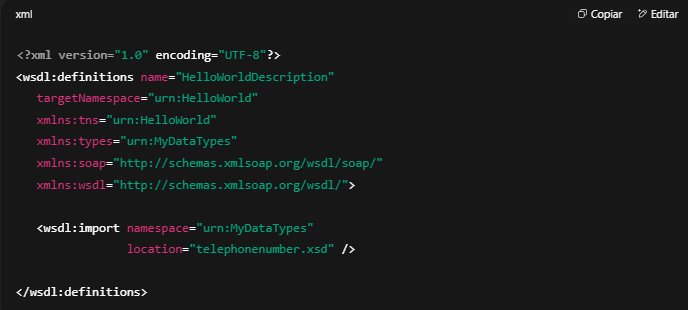 xml
Copiar
Editar
<?xml version="1.0" encoding="UTF-8"?>
<wsdl:definitions name="HelloWorldDescription"
targetNamespace="urn:HelloWorld"
xmlns:tns="urn:HelloWorld"
xmlns:types="urn:MyDataTypes"
xmlns:soap="http://schemas.xmlsoap.org/wsdl/soap/"
xmlns:wsdl="http://schemas.xmlsoap.org/wsdl/">
<wsdl:import namespace="urn:MyDataTypes"
location="telephonenumber.xsd" />
</wsdl:definitions>